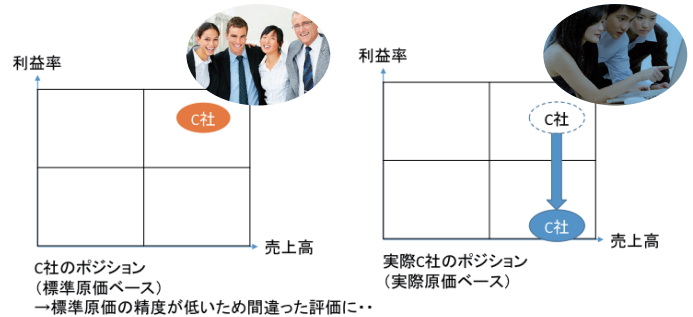 利益率
C社
売上高
C社のポジション
（標準原価ベース）
→標準原価の精度が低いため間違った評価に・・
利益率
C社
C社
売上高
実際C社のポジション
（実際原価ベース）